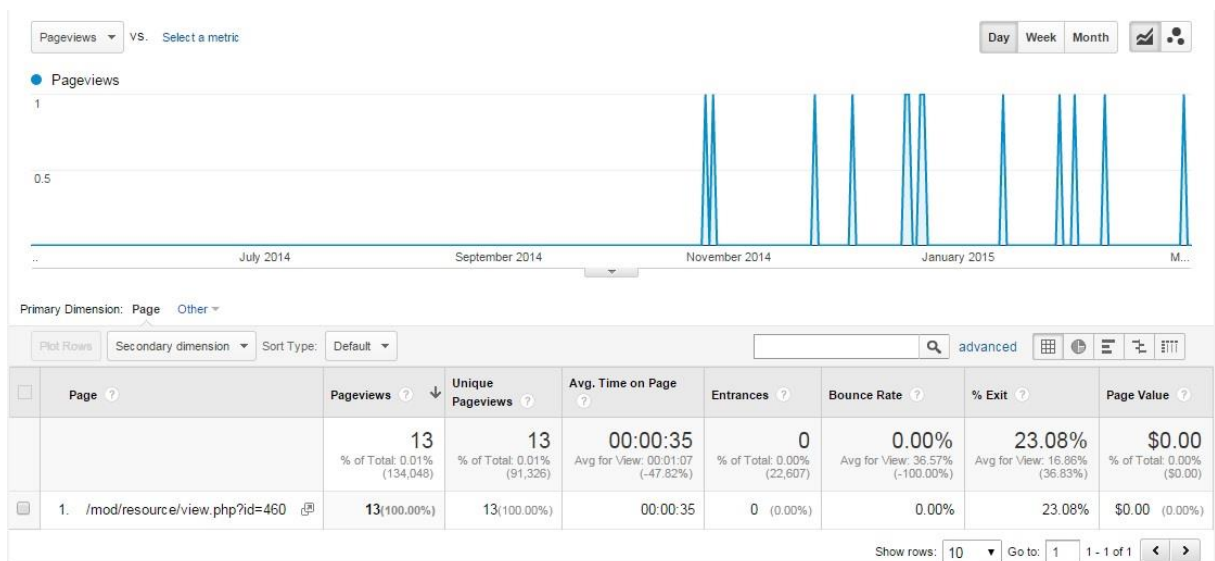 Pageviews VS. Select a metric Day Week Month
Pageviews
1
0.5
.. July 2014 September 2014 November 2014 January 2015 M...
Primary Dimension: Page Other
Plot Rows Secondary dimension Sort Type: Default advanced
Page ? Pageviews ? Unique Pageviews ? Avg. Time on Page ? Entrances ? Bounce Rate ? % Exit ? Page Value ?
13 13 00:00:35 0 0.00% 23.08% $0.00
% of Total: 0.01% % of Total: 0.01% Avg for View: 00:01:07 % of Total: 0.00% Avg for View: 36.57% Avg for View: 16.86% % of Total: 0.00%
(134,048) (91,326) (-47.82%) (22,607) (-100.00%) (36.83%) ($0.00)
1. /mod/resource/view.php?id=460 13(100.00%) 13(100.00%) 00:00:35 0 (0.00%) 0.00% 23.08% $0.00 (0.00%)
Show rows: 10 Go to: 1 1 - 1 of 1